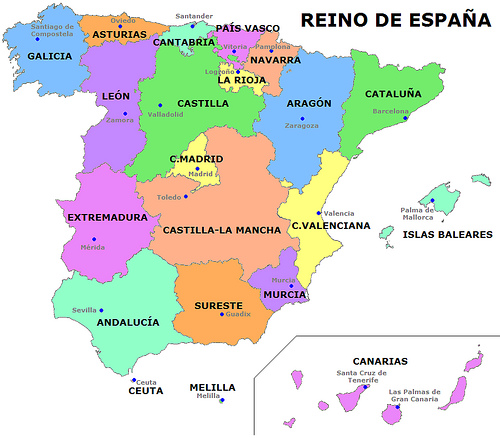 REINO DE ESPAÑA
Santiago de
Compostela
GALICIA
Oviedo
ASTURIAS
Santander
CANTABRIA
PAÍS VASCO
Vitoria
Pamplona
NAVARRA
Logroño
LA RIOJA
LEÓN
Zamora
CASTILLA
Valladolid
ARAGÓN
Zaragoza
CATALUÑA
Barcelona
C.MADRID
Madrid
Toledo
CASTILLA-LA MANCHA
EXTREMADURA
Mérida
Valencia
C.VALENCIANA
Palma de
Mallorca
ISLAS BALEARES
Murcia
MURCIA
SURESTE
Guadix
Sevilla
ANDALUCÍA
Ceuta
CEUTA
MELILLA
Melilla
CANARIAS
Santa Cruz de
Tenerife
Las Palmas de
Gran Canaria